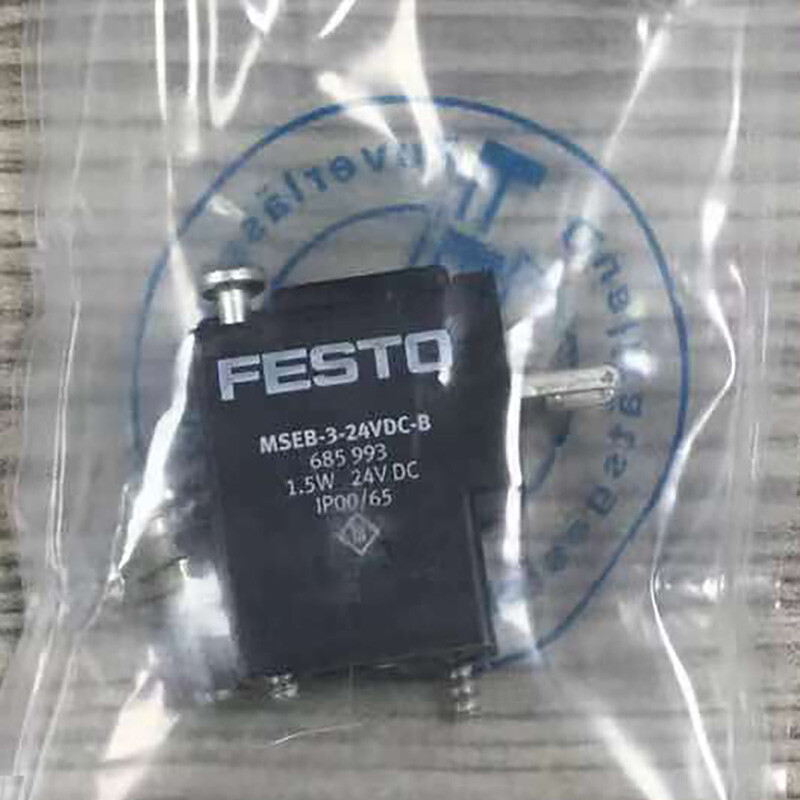 FESTO
MSEB-3-24VDC-B
685 993
1.5W 24V DC
IP00/65